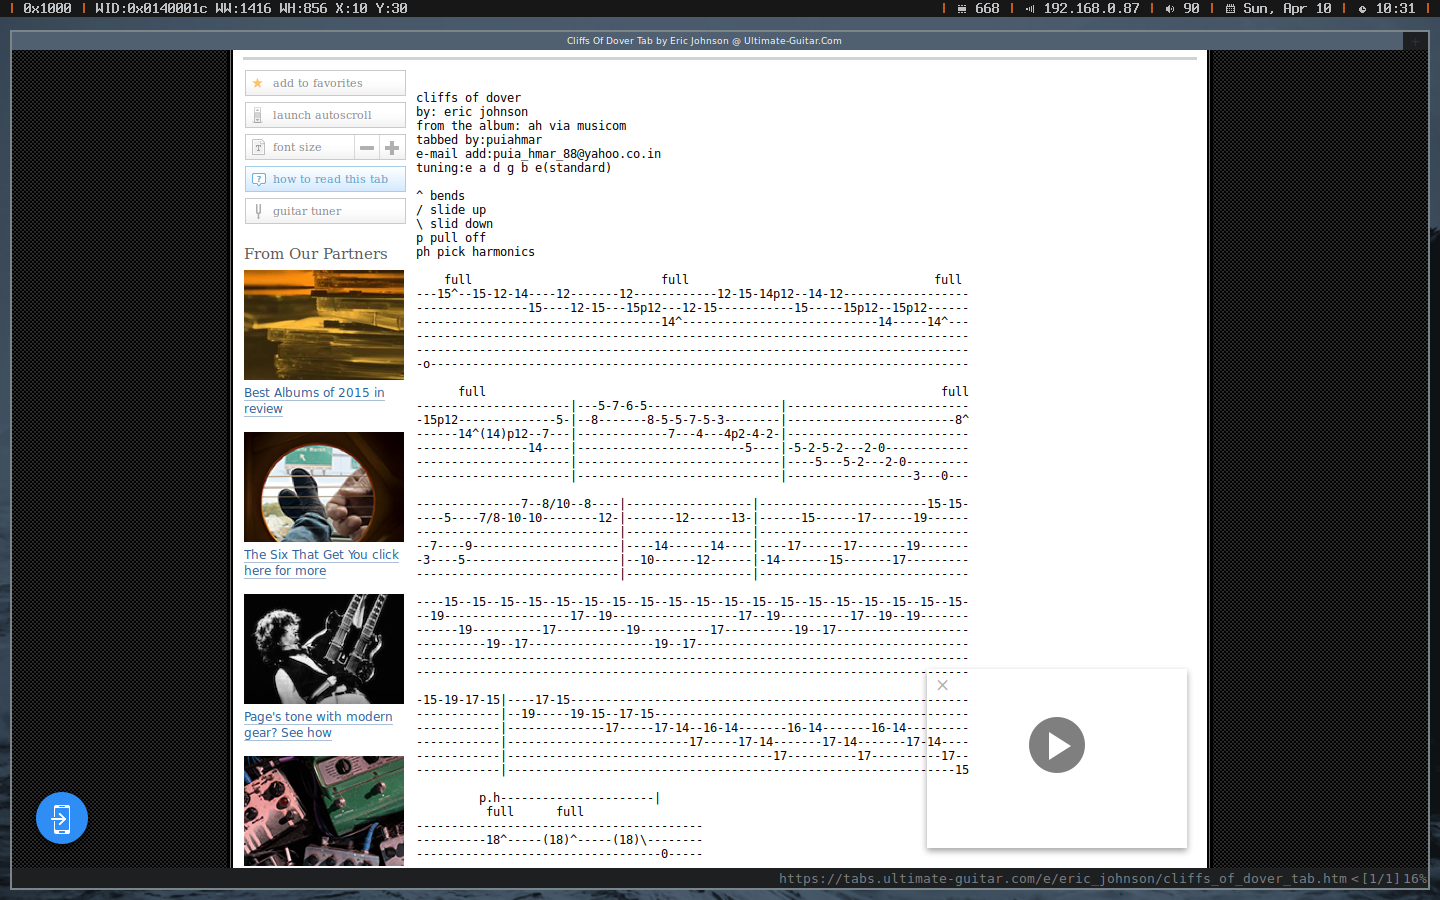 0x1000 | WID:0x0140001c WW:1416 WH:856 X:10 Y:30
668 | 192.168.0.87 | 90 | Sun, Apr 10 | 10:31
Cliffs Of Dover Tab by Eric Johnson @ Ultimate-Guitar.Com
add to favorites
launch autoscroll
font size
how to read this tab
guitar tuner
From Our Partners
Best Albums of 2015 in
review
The Six That Get You click
here for more
Page's tone with modern
gear? See how
cliffs of dover
by: eric johnson
from the album: ah via musicom
tabbed by:puiahmar
e-mail add:puia_hmar_88@yahoo.co.in
tuning:e a d g b e(standard)
^ bends
/ slide up
\ slid down
p pull off
ph pick harmonics
    full                           full                                   full
---15^--15-12-14----12-------12------------12-15-14p12--14-12------------------
----------------15----12-15---15p12---12-15-----------15-----15p12--15p12------
-----------------------------------14^----------------------------14-----14^---
-------------------------------------------------------------------------------
-------------------------------------------------------------------------------
-o-----------------------------------------------------------------------------
      full                                                                 full
----------------------|---5-7-6-5-------------------|--------------------------
-15p12--------------5-|--8-------8-5-5-7-5-3--------|------------------------8^
------14^(14)p12--7---|-------------7---4---4p2-4-2-|--------------------------
----------------14----|------------------------5----|-5-2-5-2---2-0------------
----------------------|-----------------------------|----5---5-2---2-0---------
----------------------|-----------------------------|------------------3---0---
---------------7--8/10--8----|------------------|------------------------15-15-
----5----7/8-10-10--------12-|-------12------13-|------15------17------19------
-----------------------------|------------------|------------------------------
--7----9---------------------|----14------14----|----17------17-------19-------
-3----5----------------------|--10------12------|-14-------15-------17---------
-----------------------------|------------------|------------------------------
----15--15--15--15--15--15--15--15--15--15--15--15--15--15--15--15--15--15--15-
--19------------------17--19------------------17--19----------17--19--19-------
------19----------17----------19----------17----------19--17-------------------
----------19--17------------------19--17---------------------------------------
-------------------------------------------------------------------------------
-------------------------------------------------------------------------------
-15-19-17-15|----17-15---------------------------------------------------------
------------|--19-----19-15--17-15---------------------------------------------
------------|--------------17-----17-14--16-14-------16-14-------16-14---------
------------|--------------------------17-----17-14-------17-14-------17-14----
------------|--------------------------------------17----------17----------17--
------------|----------------------------------------------------------------15
         p.h----------------------|
          full      full
-----------------------------------------
----------18^-----(18)^-----(18)\--------
-----------------------------------0-----
https://tabs.ultimate-guitar.com/e/eric_johnson/cliffs_of_dover_tab.htm < [1/1] 16%